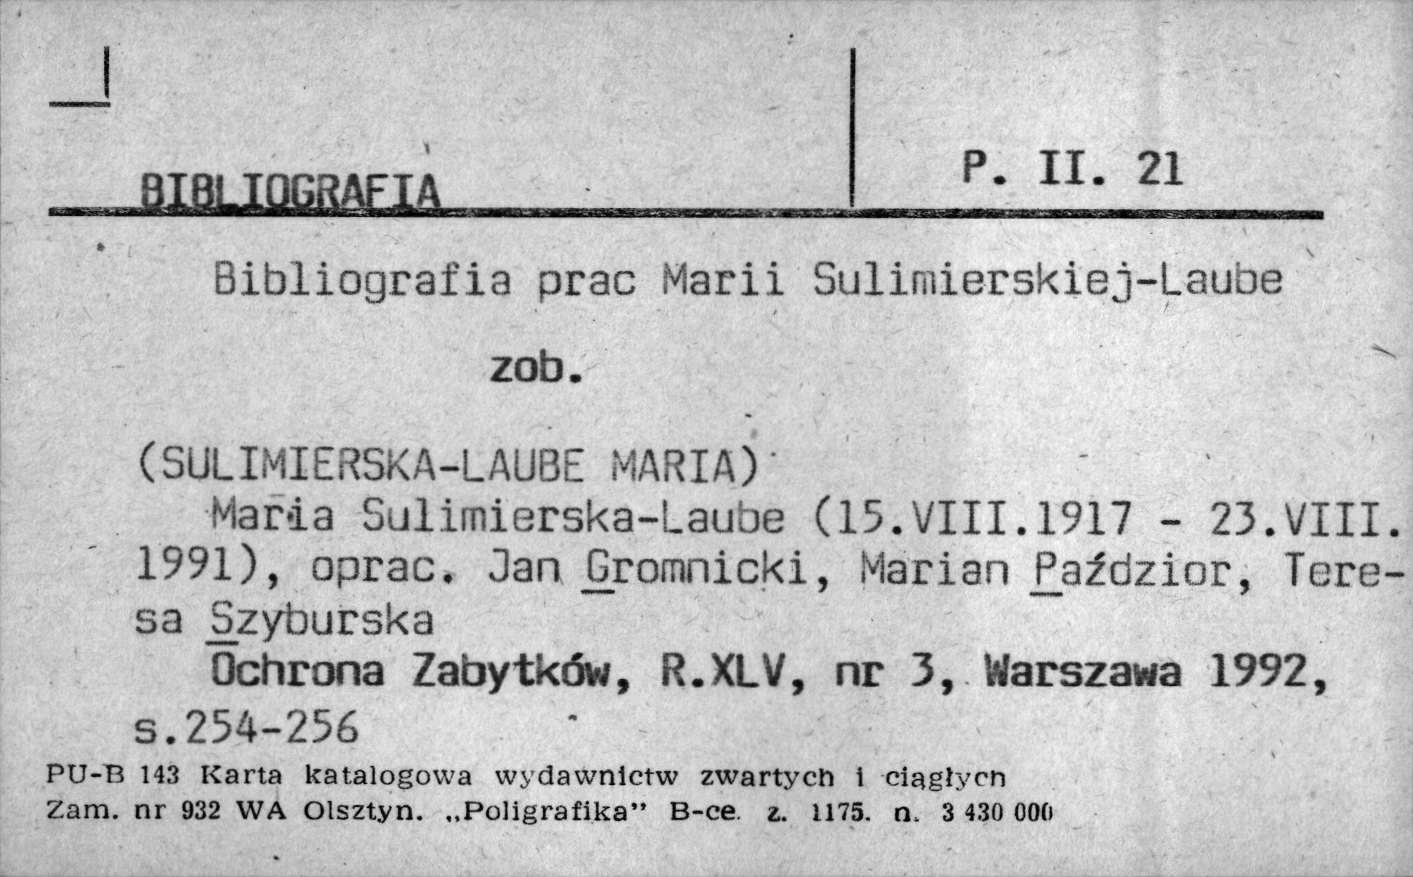 BIBLIOGRAFIA
P. II. 21
Bibliografia prac Marii Sulimierskiej-Laube
zob.
(SULIMIERSKA-LAUBE MARIA)
Maria Sulimierska-Laube (15.VIII.1917 - 23.VIII.
1991), oprac. Jan Gromnicki, Marian Paździor, Tere-
sa Szyburska
Ochrona Zabytków, R.XLV, nr 3, Warszawa 1992,
s.254-256
PU-B 143 Karta katalogowa wydawnictw zwartych i ciągłych
Zam. nr 932 WA Olsztyn. „Poligrafika” B-ce. z. 1175. n. 3 430 000